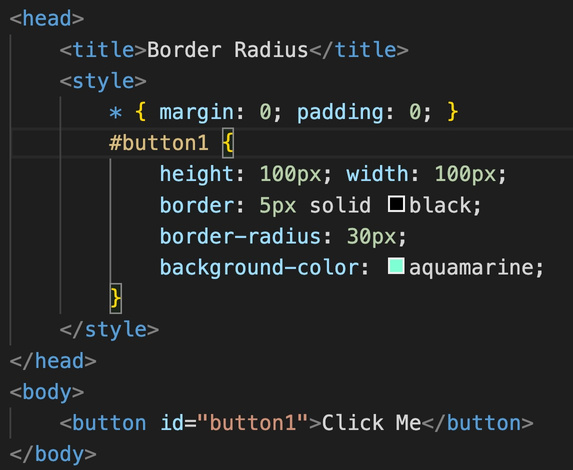 <head>
<title>Border Radius</title>
<style>
* { margin: 0; padding: 0; }
#button1 {
height: 100px; width: 100px;
border: 5px solid black;
border-radius: 30px;
background-color: aquamarine;
}
</style>
</head>
<body>
<button id="button1">Click Me</button>
</body>